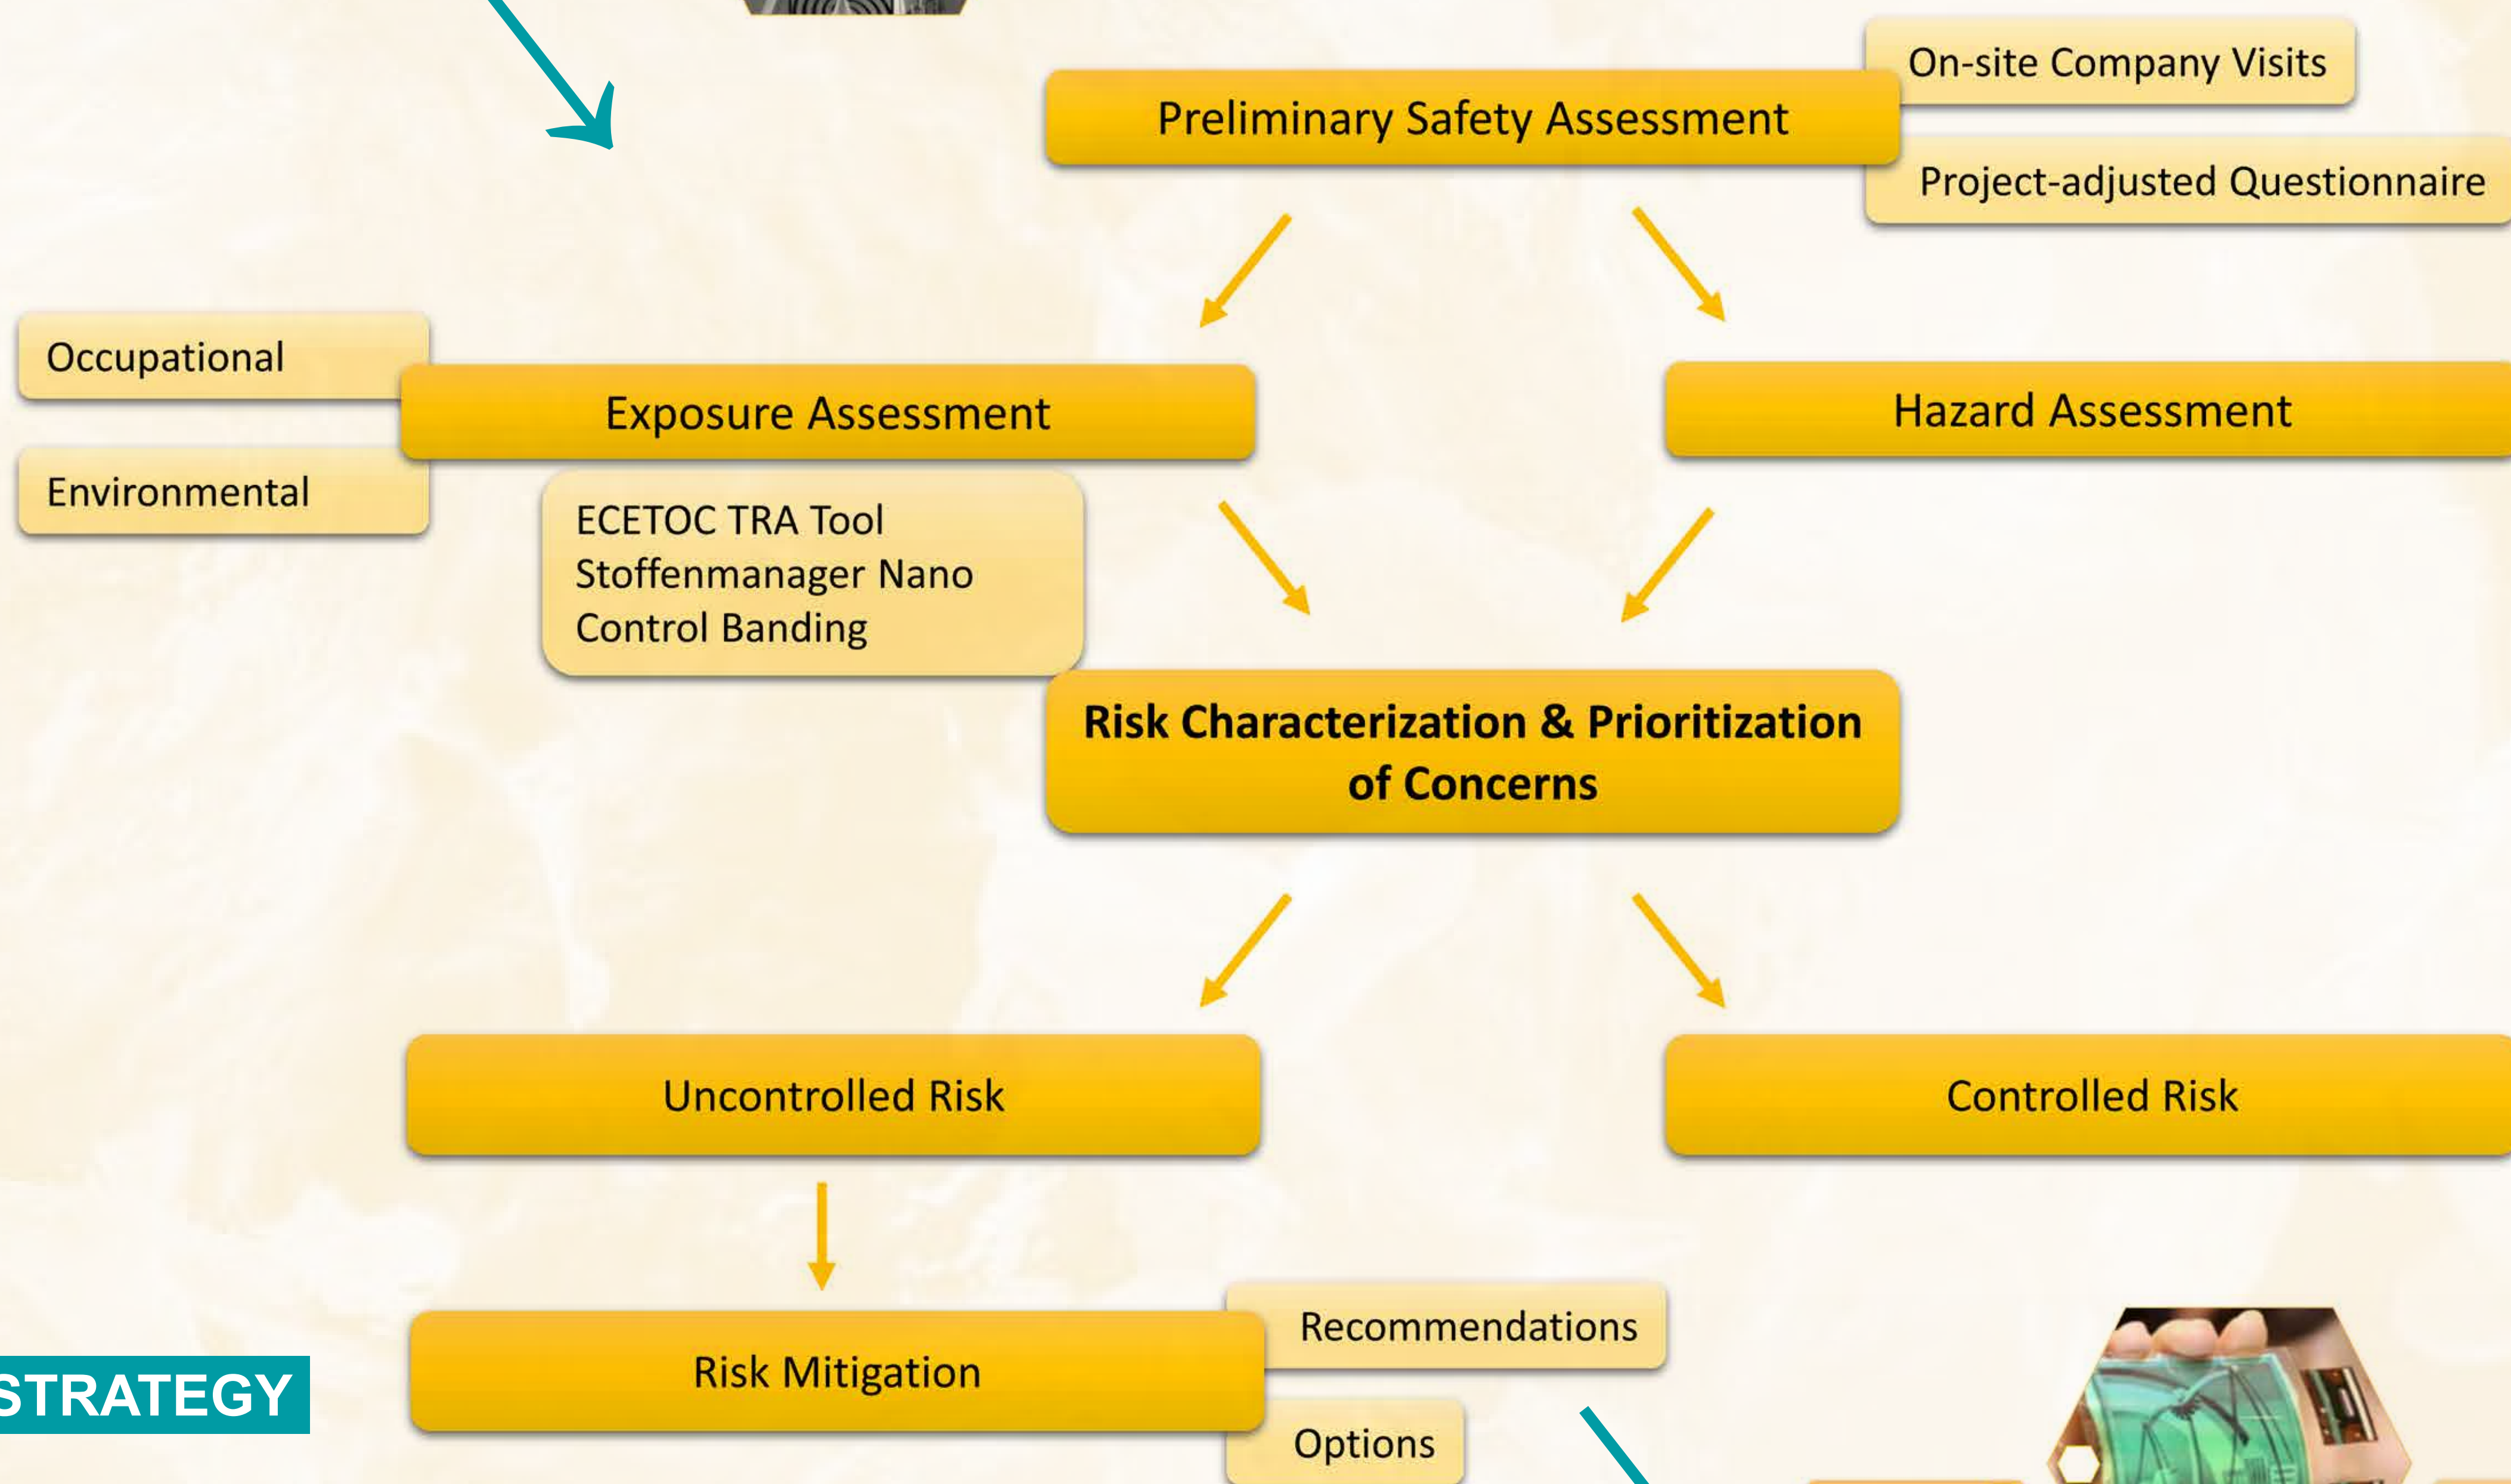 On-site Company Visits
Preliminary Safety Assessment
Project-adjusted Questionnaire
Occupational
Exposure Assessment
Hazard Assessment
Environmental
ECETOC TRA Tool
Stoffenmanager Nano
Control Banding
Risk Characterization & Prioritization
of Concerns
Uncontrolled Risk
Controlled Risk
Recommendations
Risk Mitigation
STRATEGY
Options